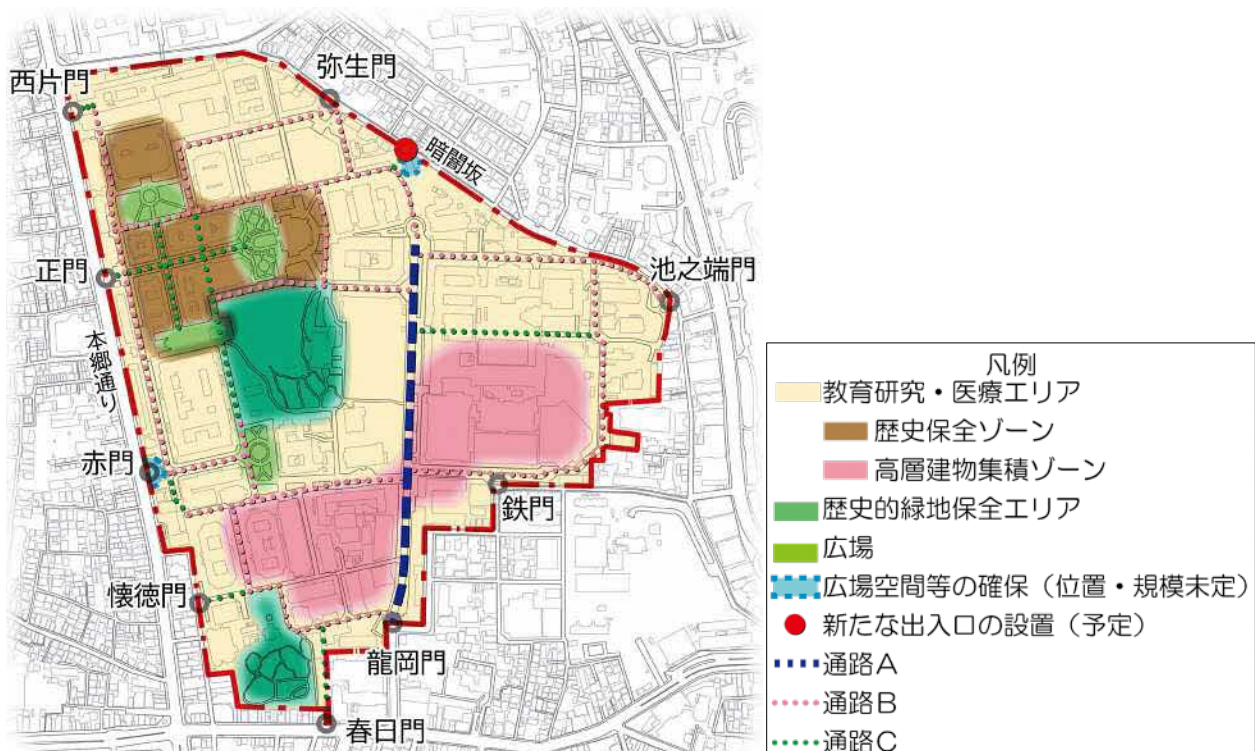 弥生門
西片門
暗闇坂
池之端門
正門
本郷通り
赤門
鉄門
懐徳門
龍岡門
春日門
凡例
教育研究・医療エリア
歴史保全ゾーン
高層建物集積ゾーン
歴史的緑地保全エリア
広場
広場空間等の確保（位置・規模未定）
新たな出入口の設置（予定）
通路A
通路B
通路C